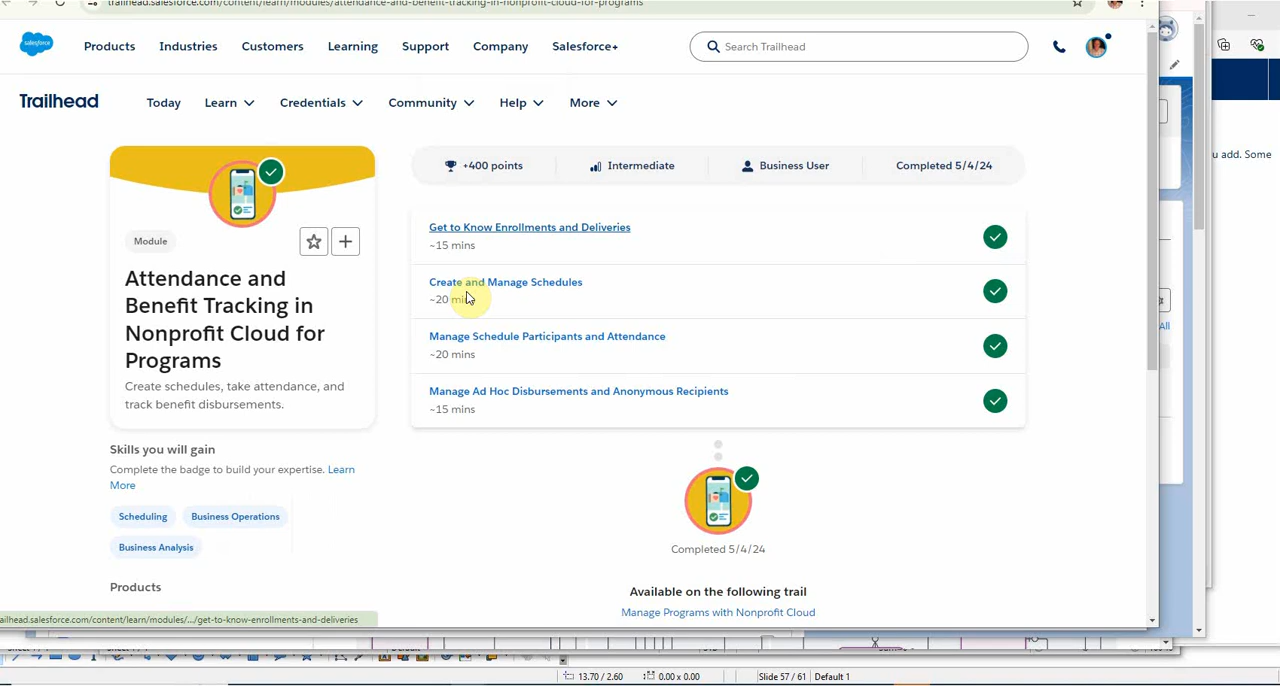 trailhead.salesforce.com/content/learn/modules/attendance-and-benefit-tracking-in-nonprofit-cloud-for-programs
salesforce
Products Industries Customers Learning Support Company Salesforce+
Search Trailhead
Trailhead
Today Learn Credentials Community Help More
u add. Some
+400 points Intermediate Business User Completed 5/4/24
Module
Attendance and
Benefit Tracking in
Nonprofit Cloud for
Programs
Create schedules, take attendance, and
track benefit disbursements.
Get to Know Enrollments and Deliveries
~15 mins
Create and Manage Schedules
~20 mins
Manage Schedule Participants and Attendance
~20 mins
Manage Ad Hoc Disbursements and Anonymous Recipients
~15 mins
All
Skills you will gain
Complete the badge to build your expertise. Learn
More
Scheduling Business Operations
Business Analysis
Products
Completed 5/4/24
Available on the following trail
Manage Programs with Nonprofit Cloud
ailhead.salesforce.com/content/learn/modules/.../get-to-know-enrollments-and-deliveries
13.70 / 2.60 0.00 x 0.00 Slide 57 / 61 Default 1